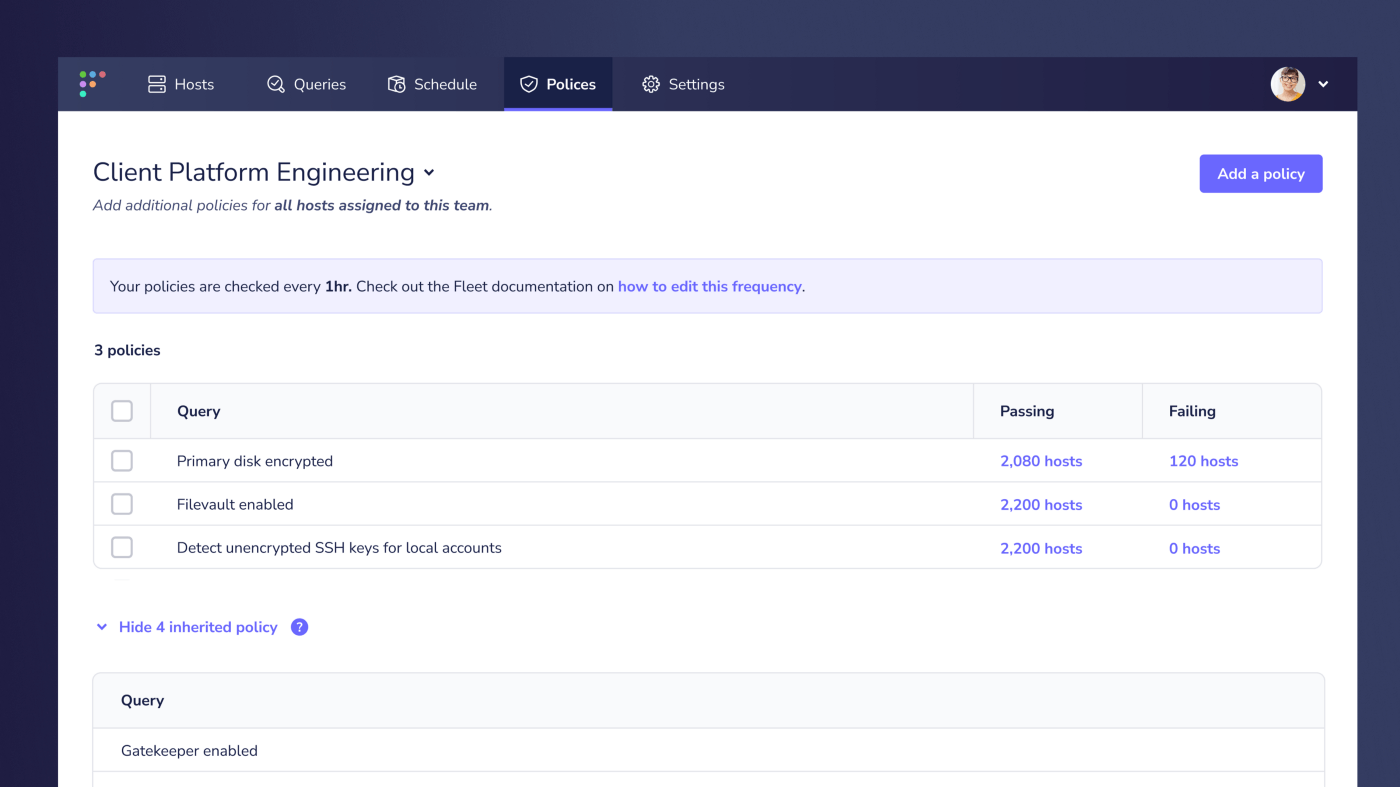 Hosts Queries Schedule Polices Settings
Client Platform Engineering
Add a policy
Add additional policies for all hosts assigned to this team.
Your policies are checked every 1hr. Check out the Fleet documentation on how to edit this frequency.
3 policies
Query Passing Failing
Primary disk encrypted 2,080 hosts 120 hosts
Filevault enabled 2,200 hosts 0 hosts
Detect unencrypted SSH keys for local accounts 2,200 hosts 0 hosts
Hide 4 inherited policy ?
Query
Gatekeeper enabled